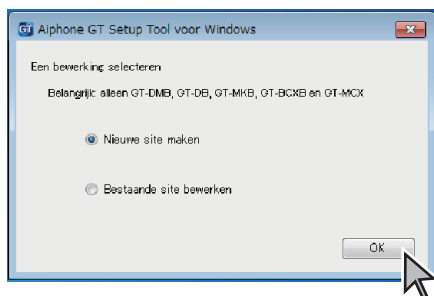 GT Aiphone GT Setup Tool voor Windows
Een bewerking selecteren
Belangrijk: alleen GT-DMB, GT-DB, GT-MKB, GT-BCXB en GT-MCX
Nieuwe site maken
Bestaande site bewerken
OK